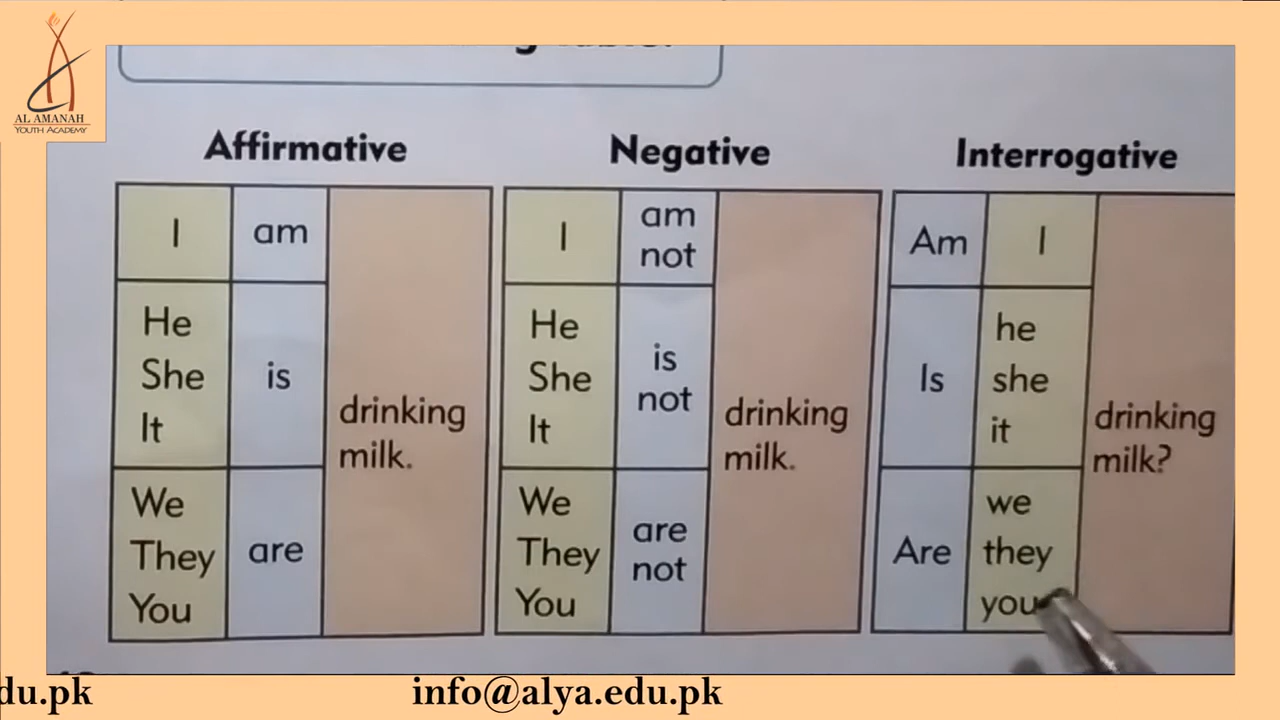 AL AMANAH
YOUTH ACADEMY
Affirmative
I
am
He
She
It
is
We
They
You
are
drinking
milk.
Negative
I
am
not
He
She
It
is
not
We
They
You
are
not
drinking
milk.
Interrogative
Am
I
Is
he
she
it
Are
we
they
you
drinking
milk?
du.pk
info@alya.edu.pk